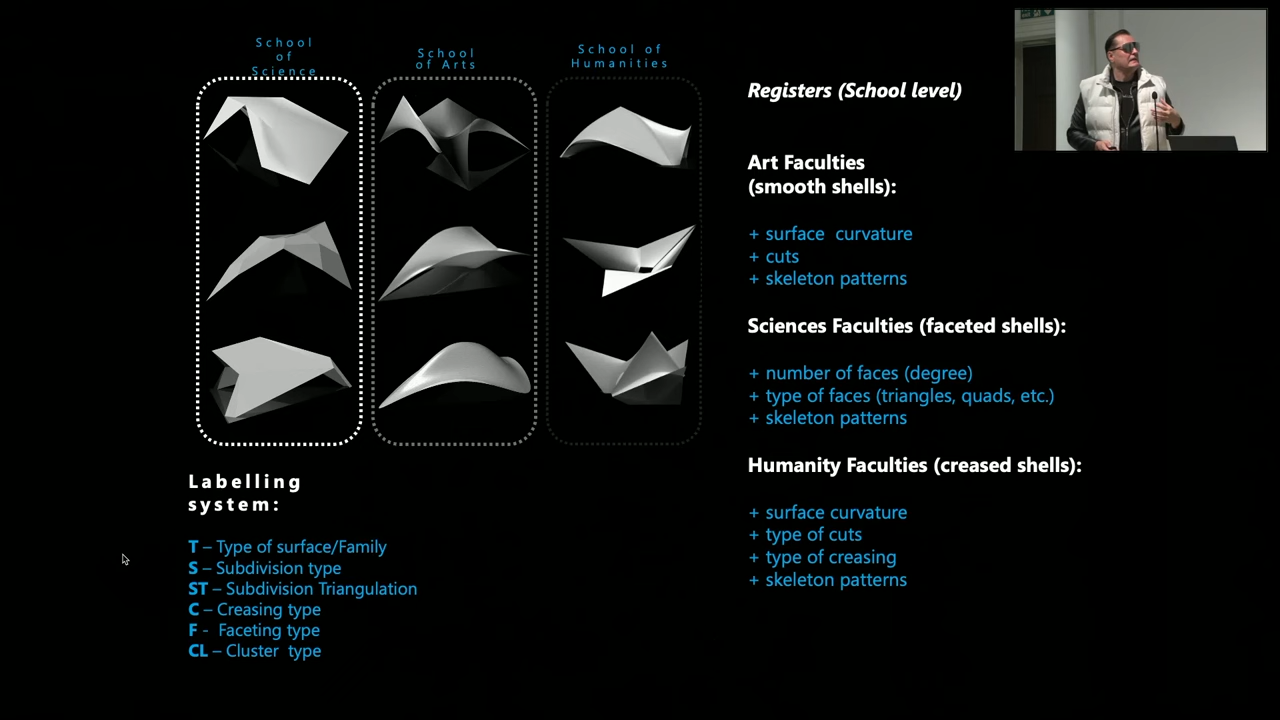 School
of
Science
School
of Arts
School of
Humanities
Registers (School level)
Art Faculties
(smooth shells):
+ surface curvature
+ cuts
+ skeleton patterns
Sciences Faculties (faceted shells):
+ number of faces (degree)
+ type of faces (triangles, quads, etc.)
+ skeleton patterns
Humanity Faculties (creased shells):
+ surface curvature
+ type of cuts
+ type of creasing
+ skeleton patterns
Labelling
system:
T – Type of surface/Family
S – Subdivision type
ST – Subdivision Triangulation
C – Creasing type
F - Faceting type
CL – Cluster type